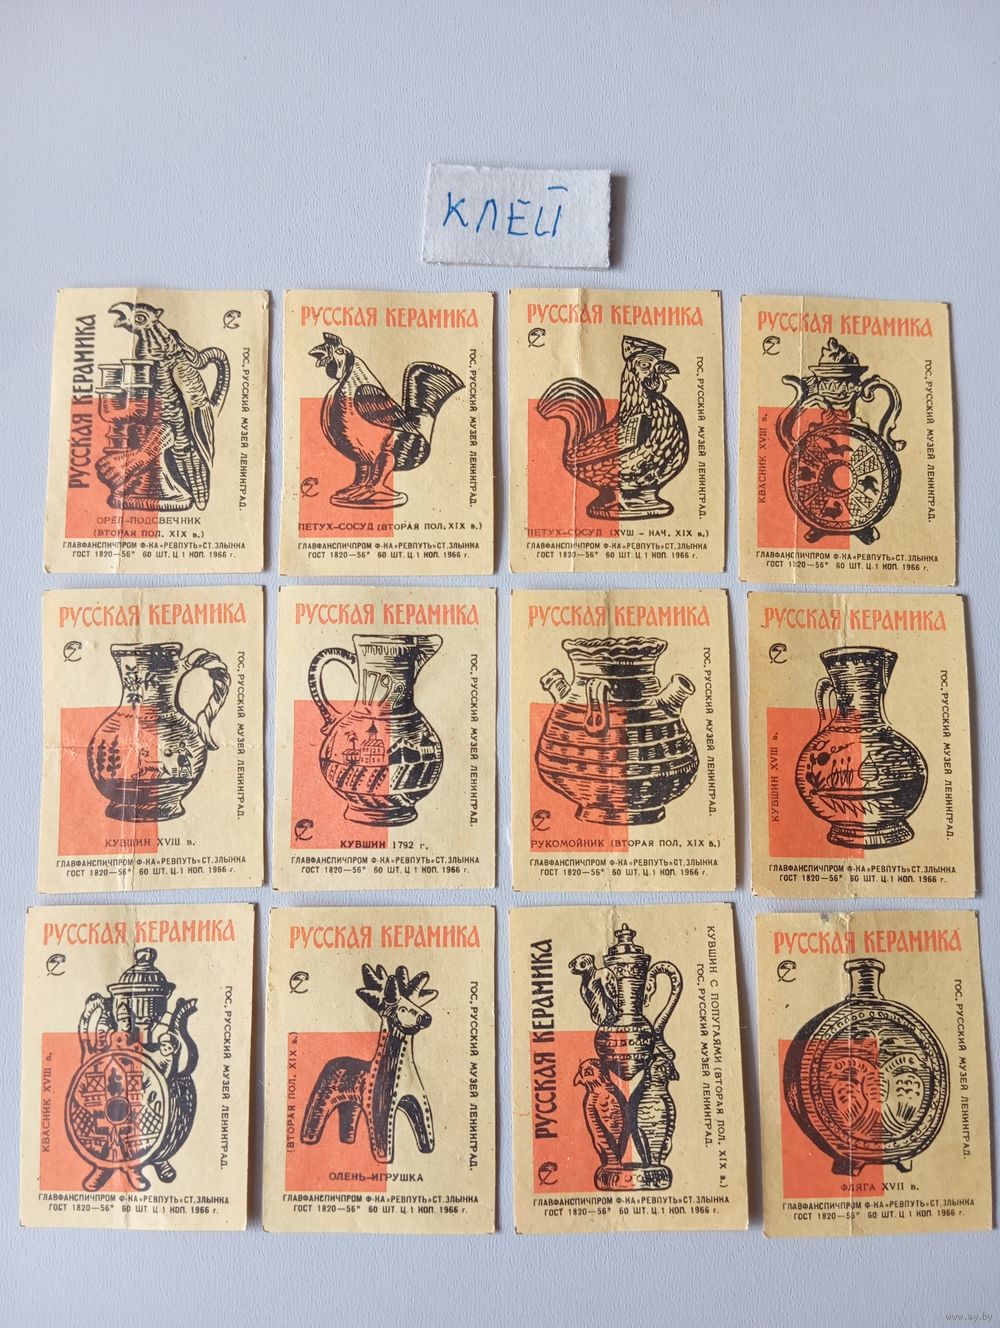 КЛЕЙ
РУССКАЯ КЕРАМИКА
ГОС. РУССКИЙ МУЗЕЙ ЛЕНИНГРАД.
ОРЁЛ-ПОДСВЕЧНИК
(ВТОРАЯ ПОЛ. XIX в.)
ГЛАВФАНСПИЧПРОМ Ф-КА «РЕВПУТЬ» СТ. ЗЛЫНКА
ГОСТ 1820—56* 60 ШТ. Ц. 1 КОП. 1966 г.
РУССКАЯ КЕРАМИКА
ГОС. РУССКИЙ МУЗЕЙ ЛЕНИНГРАД.
ПЕТУХ-СОСУД (ВТОРАЯ ПОЛ. XIX в.)
ГЛАВФАНСПИЧПРОМ Ф-КА «РЕВПУТЬ» СТ. ЗЛЫНКА
ГОСТ 1820—56* 60 ШТ. Ц. 1 КОП. 1966 г.
РУССКАЯ КЕРАМИКА
ГОС. РУССКИЙ МУЗЕЙ ЛЕНИНГРАД.
ПЕТУХ-СОСУД (XVIII - НАЧ. XIX в.)
ГЛАВФАНСПИЧПРОМ Ф-КА «РЕВПУТЬ» СТ. ЗЛЫНКА
ГОСТ 1820—56* 60 ШТ. Ц. 1 КОП. 1966 г.
РУССКАЯ КЕРАМИКА
КВАСНИК XVIII в.
ГОС. РУССКИЙ МУЗЕЙ ЛЕНИНГРАД.
ГЛАВФАНСПИЧПРОМ Ф-КА «РЕВПУТЬ» СТ. ЗЛЫНКА
ГОСТ 1820—56* 60 ШТ. Ц. 1 КОП. 1966 г.
РУССКАЯ КЕРАМИКА
ГОС. РУССКИЙ МУЗЕЙ ЛЕНИНГРАД.
КУВШИН XVIII в.
ГЛАВФАНСПИЧПРОМ Ф-КА «РЕВПУТЬ» СТ. ЗЛЫНКА
ГОСТ 1820—56* 60 ШТ. Ц. 1 КОП. 1966 г.
РУССКАЯ КЕРАМИКА
1792
ГОС. РУССКИЙ МУЗЕЙ ЛЕНИНГРАД.
КУВШИН 1792 г.
ГЛАВФАНСПИЧПРОМ Ф-КА «РЕВПУТЬ» СТ. ЗЛЫНКА
ГОСТ 1820—56* 60 ШТ. Ц. 1 КОП. 1966 г.
РУССКАЯ КЕРАМИКА
ГОС. РУССКИЙ МУЗЕЙ ЛЕНИНГРАД.
РУКОМОЙНИК (ВТОРАЯ ПОЛ. XIX в.)
ГЛАВФАНСПИЧПРОМ Ф-КА «РЕВПУТЬ» СТ. ЗЛЫНКА
ГОСТ 1820—56* 60 ШТ. Ц. 1 КОП. 1966 г.
РУССКАЯ КЕРАМИКА
КУВШИН XVIII в.
ГОС. РУССКИЙ МУЗЕЙ ЛЕНИНГРАД.
ГЛАВФАНСПИЧПРОМ Ф-КА «РЕВПУТЬ» СТ. ЗЛЫНКА
ГОСТ 1820—56* 60 ШТ. Ц. 1 КОП. 1966 г.
РУССКАЯ КЕРАМИКА
КВАСНИК XVIII в.
ГОС. РУССКИЙ МУЗЕЙ ЛЕНИНГРАД.
ГЛАВФАНСПИЧПРОМ Ф-КА «РЕВПУТЬ» СТ. ЗЛЫНКА
ГОСТ 1820—56* 60 ШТ. Ц. 1 КОП. 1966 г.
РУССКАЯ КЕРАМИКА
(ВТОРАЯ ПОЛ. XIX в.)
ГОС. РУССКИЙ МУЗЕЙ ЛЕНИНГРАД.
ОЛЕНЬ-ИГРУШКА
ГЛАВФАНСПИЧПРОМ Ф-КА «РЕВПУТЬ» СТ. ЗЛЫНКА
ГОСТ 1820—56* 60 ШТ. Ц. 1 КОП. 1966 г.
РУССКАЯ КЕРАМИКА
КУВШИН С ПОПУГАЯМИ (ВТОРАЯ ПОЛ. XIX в.)
ГОС. РУССКИЙ МУЗЕЙ ЛЕНИНГРАД.
ГЛАВФАНСПИЧПРОМ Ф-КА «РЕВПУТЬ» СТ. ЗЛЫНКА
ГОСТ 1820—56* 60 ШТ. Ц. 1 КОП. 1966 г.
РУССКАЯ КЕРАМИКА
ГОС. РУССКИЙ МУЗЕЙ ЛЕНИНГРАД.
ФЛЯГА XVII в.
ГЛАВФАНСПИЧПРОМ Ф-КА «РЕВПУТЬ» СТ. ЗЛЫНКА
ГОСТ 1820—56* 60 ШТ. Ц. 1 КОП. 1966 г.
www.ay.by